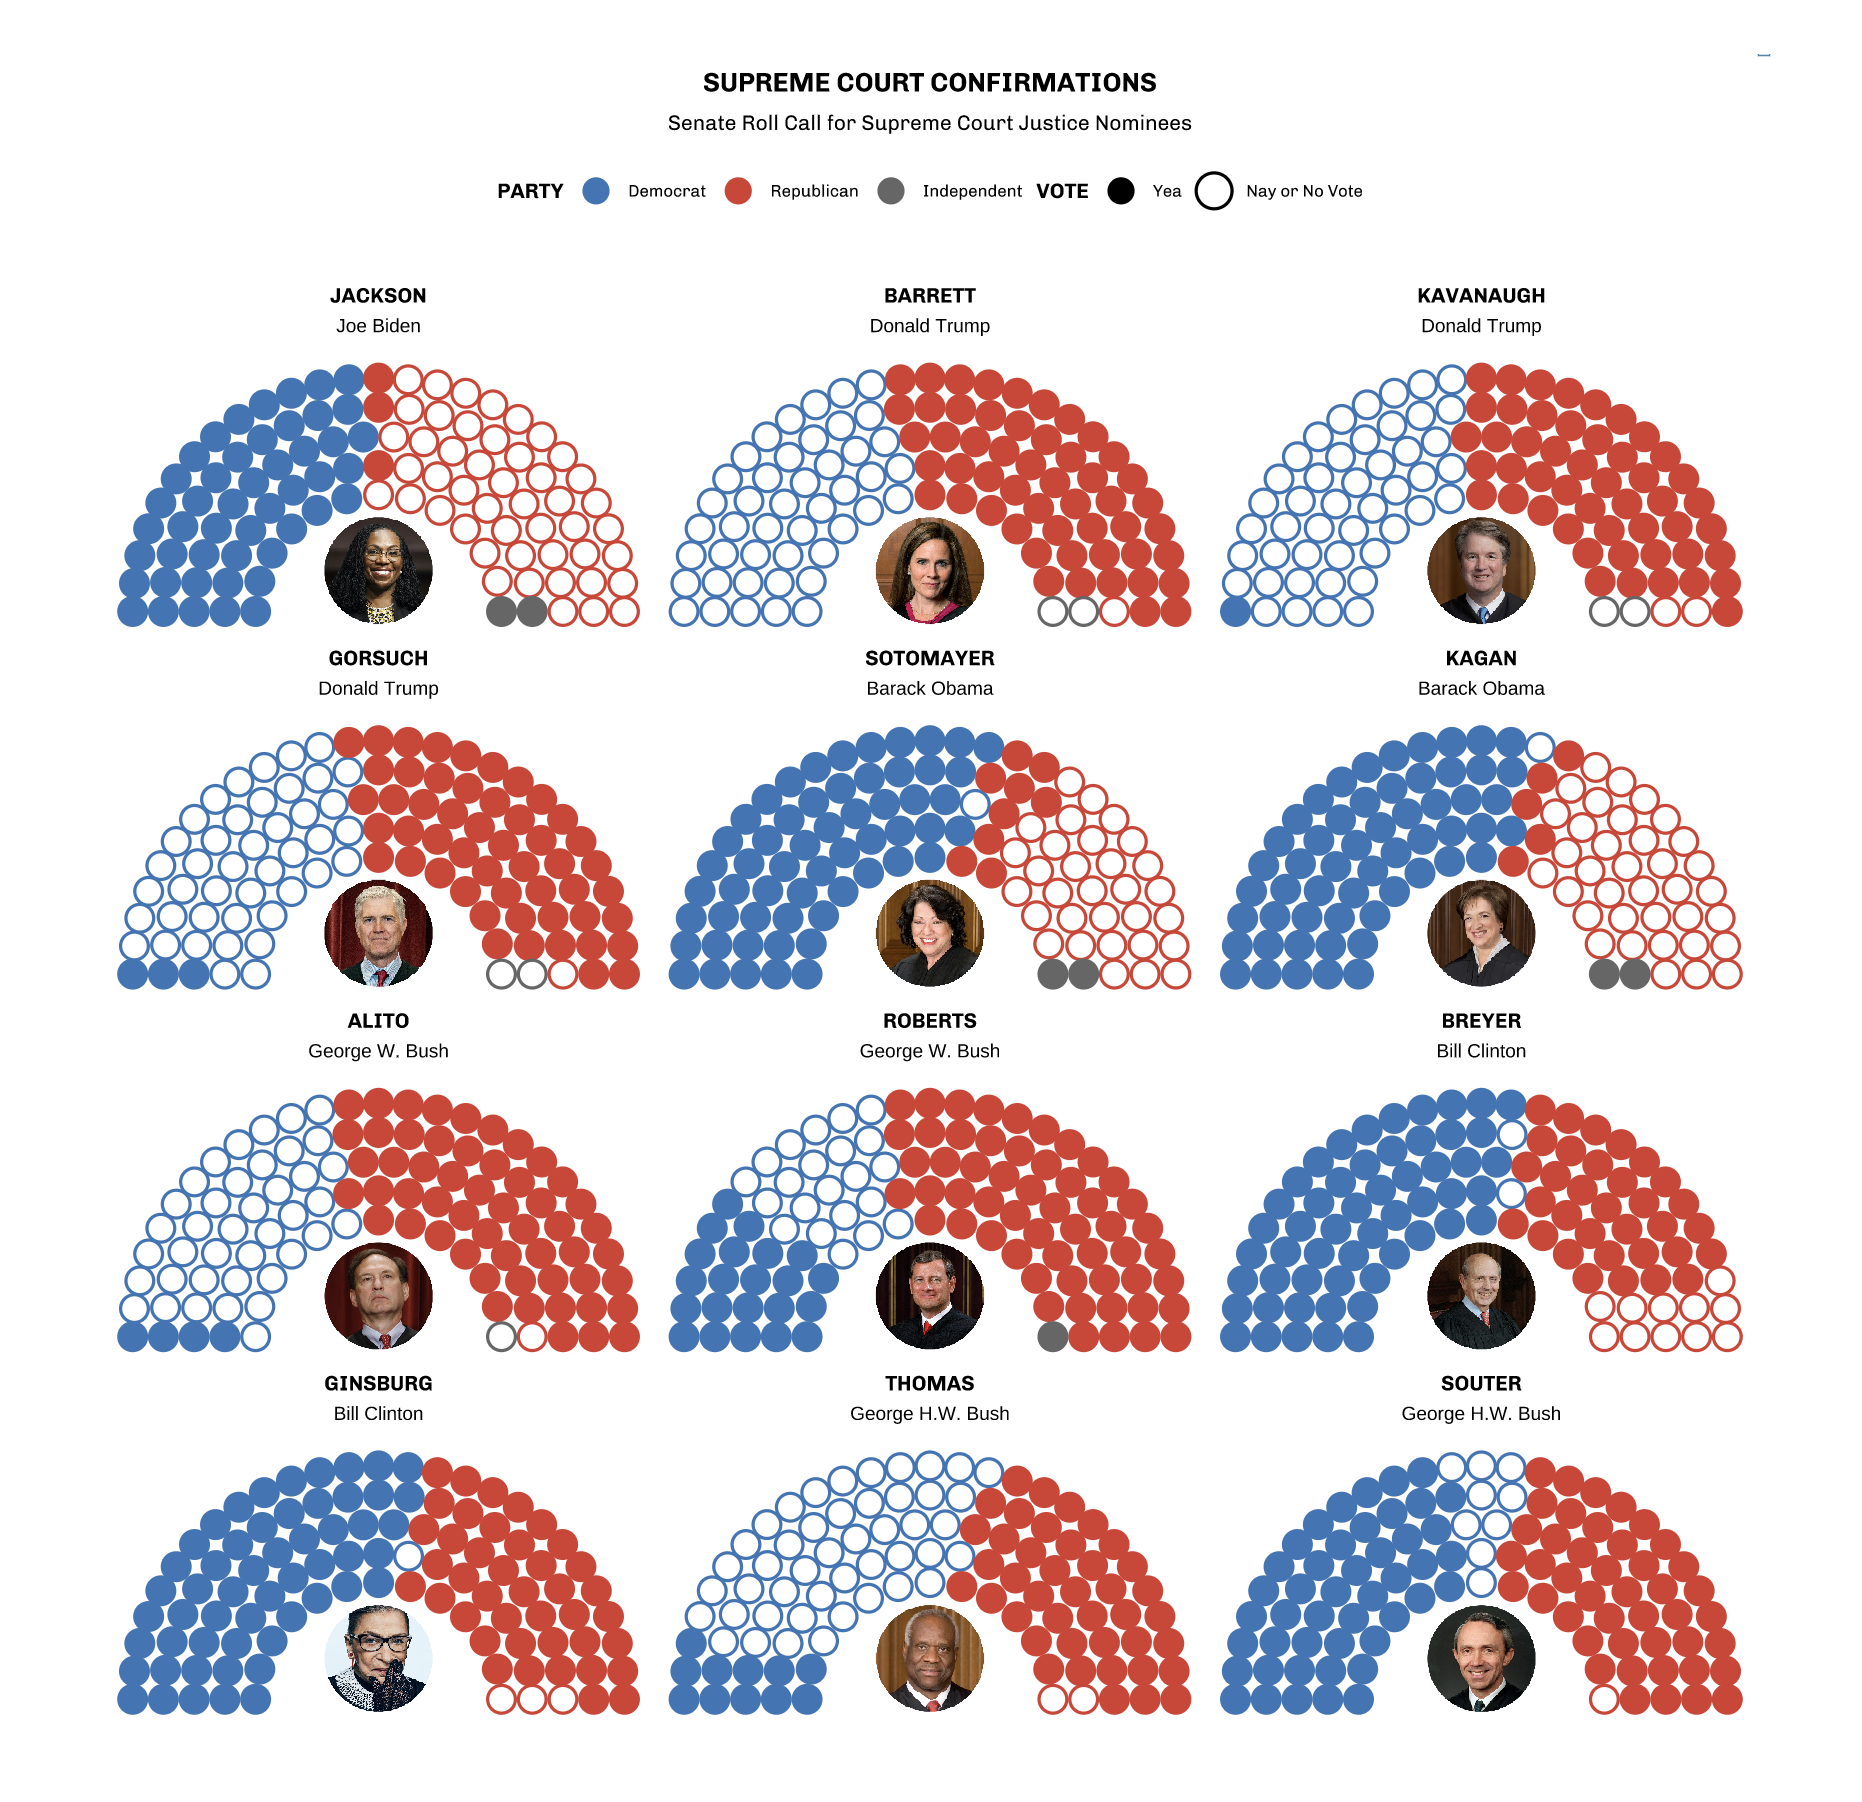 SUPREME COURT CONFIRMATIONS
Senate Roll Call for Supreme Court Justice Nominees
PARTY Democrat Republican Independent VOTE Yea Nay or No Vote
JACKSON
Joe Biden
BARRETT
Donald Trump
KAVANAUGH
Donald Trump
GORSUCH
Donald Trump
SOTOMAYER
Barack Obama
KAGAN
Barack Obama
ALITO
George W. Bush
ROBERTS
George W. Bush
BREYER
Bill Clinton
GINSBURG
Bill Clinton
THOMAS
George H.W. Bush
SOUTER
George H.W. Bush